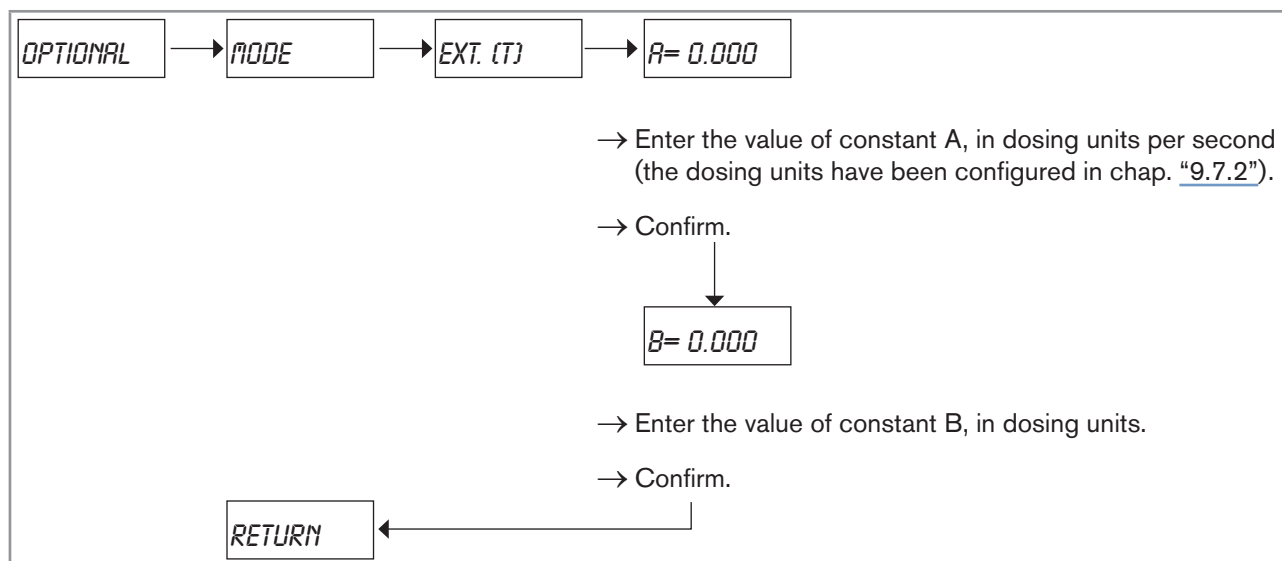 OPTIONAL
MODE
EXT. (T)
A= 0.000
→ Enter the value of constant A, in dosing units per second
(the dosing units have been configured in chap. “9.7.2”).
→ Confirm.
B= 0.000
→ Enter the value of constant B, in dosing units.
→ Confirm.
RETURN